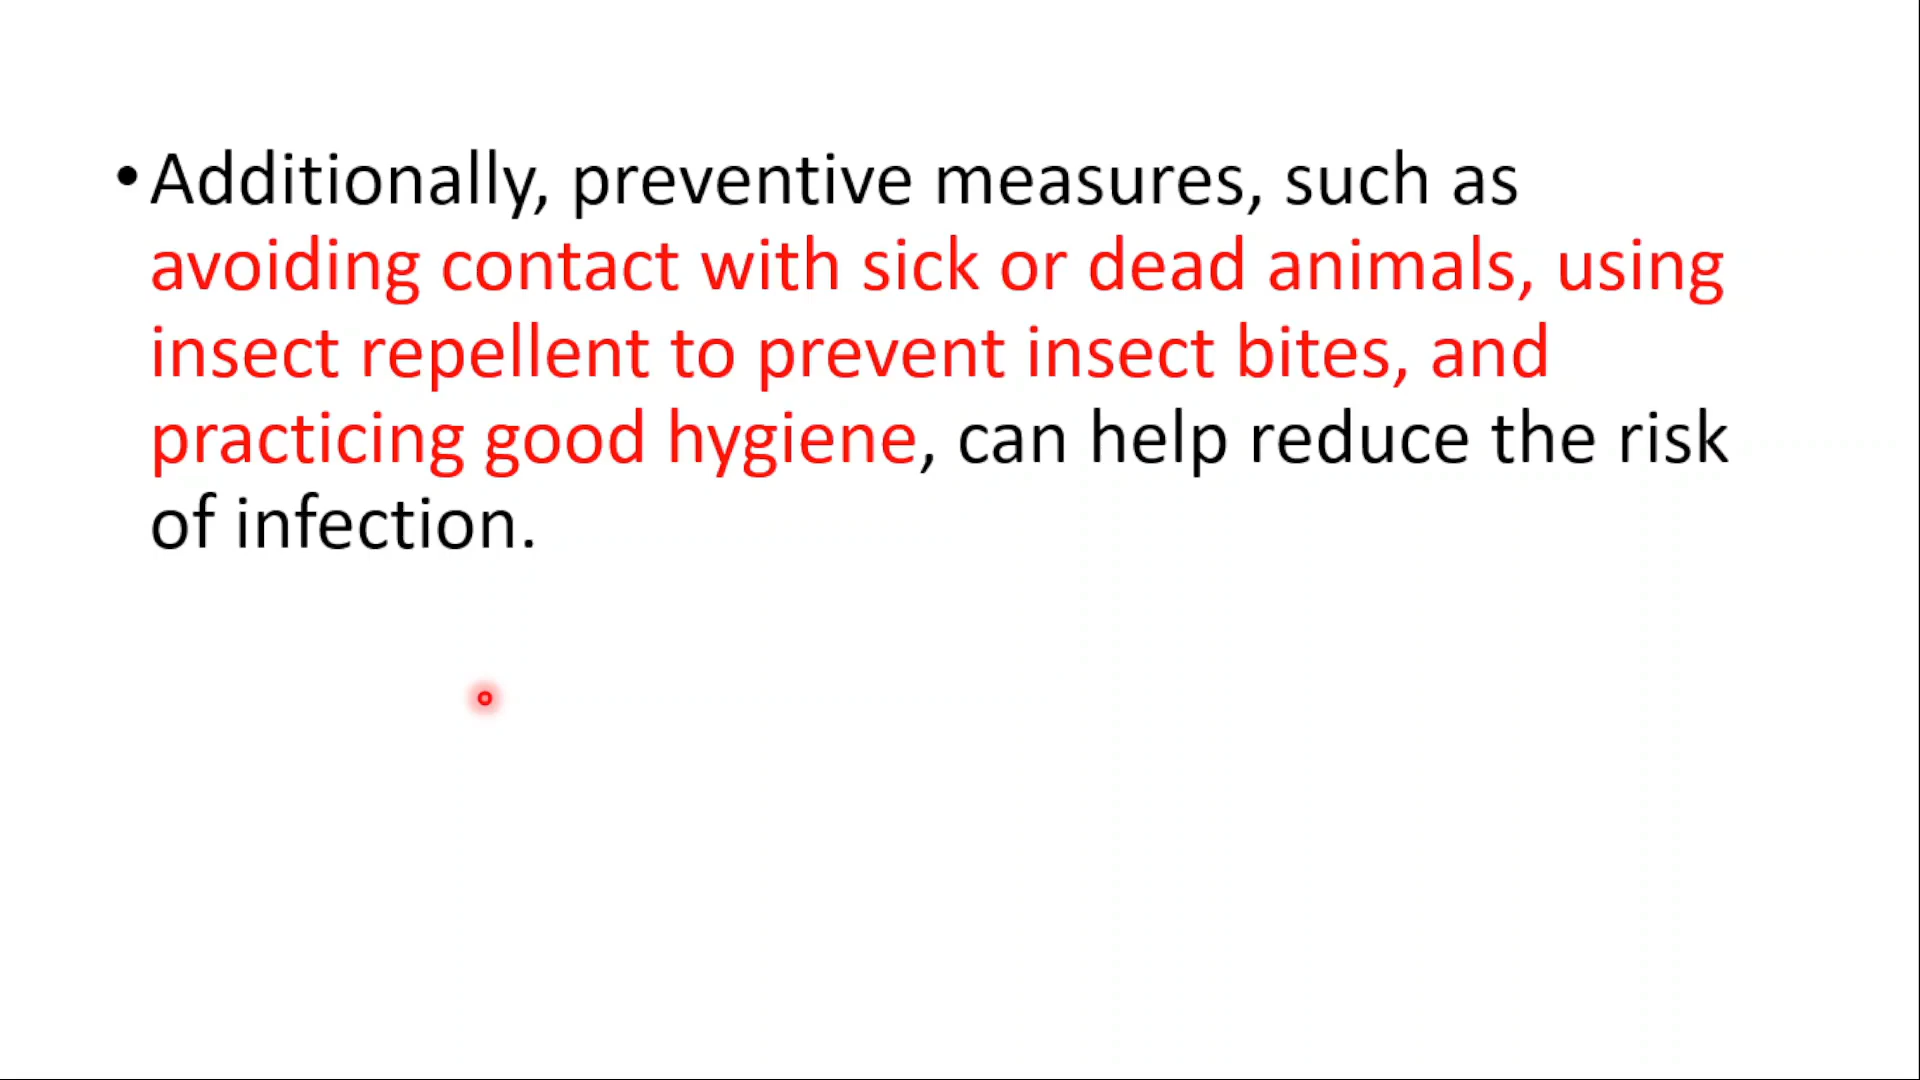 •Additionally, preventive measures, such as
avoiding contact with sick or dead animals, using
insect repellent to prevent insect bites, and
practicing good hygiene, can help reduce the risk
of infection.